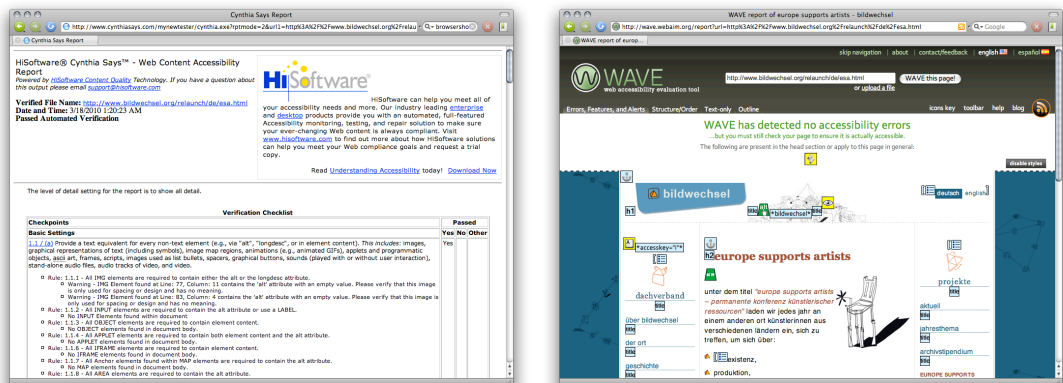 Cynthia Says Report
http://www.cynthiasays.com/mynewtester/cynthia.exe?rptmode=2&url1=http%3A%2F%2Fwww.bildwechsel.org%2Frelau
browsersho
Cynthia Says Report
HiSoftware® Cynthia Says™ - Web Content Accessibility
Report
Powered by HiSoftware Content Quality Technology. If you have a question about
this output please email support@hisoftware.com
Verified File Name: http://www.bildwechsel.org/relaunch/de/esa.html
Date and Time: 3/18/2010 1:20:23 AM
Passed Automated Verification
HiSoftware®
HiSoftware can help you meet all of
your accessibility needs and more. Our industry leading enterprise
and desktop products provide you with an automated, full-featured
Accessibility monitoring, testing, and repair solution to make sure
your ever-changing Web content is always compliant. Visit
www.hisoftware.com to find out more about how HiSoftware solutions
can help you meet your Web compliance goals and request a trial
copy.
Read Understanding Accessibility today! Download Now
The level of detail setting for the report is to show all detail.
Verification Checklist
Checkpoints Passed
Basic Settings Yes No Other
1.1 / (a) Provide a text equivalent for every non-text element (e.g., via "alt", "longdesc", or in element content). This includes: images, Yes
graphical representations of text (including symbols), image map regions, animations (e.g., animated GIFs), applets and programmatic
objects, ascii art, frames, scripts, images used as list bullets, spacers, graphical buttons, sounds (played with or without user interaction),
stand-alone audio files, audio tracks of video, and video.
Rule: 1.1.1 - All IMG elements are required to contain either the alt or the longdesc attribute.
Warning - IMG Element found at Line: 77, Column: 11 contains the 'alt' attribute with an empty value. Please verify that this image
is only used for spacing or design and has no meaning.
Warning - IMG Element found at Line: 83, Column: 4 contains the 'alt' attribute with an empty value. Please verify that this image is
only used for spacing or design and has no meaning.
Rule: 1.1.2 - All INPUT elements are required to contain the alt attribute or use a LABEL.
No INPUT Elements found within document
Rule: 1.1.3 - All OBJECT elements are required to contain element content.
No OBJECT elements found in document body.
Rule: 1.1.4 - All APPLET elements are required to contain both element content and the alt attribute.
No APPLET elements found in document body.
Rule: 1.1.6 - All IFRAME elements are required to contain element content.
No IFRAME elements found in document body.
Rule: 1.1.7 - All Anchor elements found within MAP elements are required to contain the alt attribute.
No MAP elements found in document body.
Rule: 1.1.8 - All AREA elements are required to contain the alt attribute.
WAVE report of europe supports artists – bildwechsel
http://wave.webaim.org/report?url=http%3A%2F%2Fwww.bildwechsel.org%2Frelaunch%2Fde%2Fesa.html
Google
WAVE report of europ...
skip navigation | about | contact/feedback | english | español
WAVE
web accessibility evaluation tool
http://www.bildwechsel.org/relaunch/de/esa.html
WAVE this page!
or upload a file
Errors, Features, and Alerts Structure/Order Text-only Outline
icons key toolbar help blog
WAVE has detected no accessibility errors
...but you must still check your page to ensure it is actually accessible.
The following are present in the head section or apply to this page in general:
disable styles
bildwechsel
h1
title alt *bildwechsel* title
deutsch english
*accesskey="i"*
h2 europe supports artists
alt
unter dem titel "europe supports artists
– permanente konferenz künstlerischer
ressourcen" laden wir jedes jahr an
einem anderen ort künstlerinnen aus
verschiedenen ländern ein, sich zu
treffen, um sich über:
existenz,
produktion,
dachverband
title
über bildwechsel
title
der ort
title
geschichte
title
projekte
title
aktuell
title
jahresthema
title
archivstipendium
title
EUROPE SUPPORTS